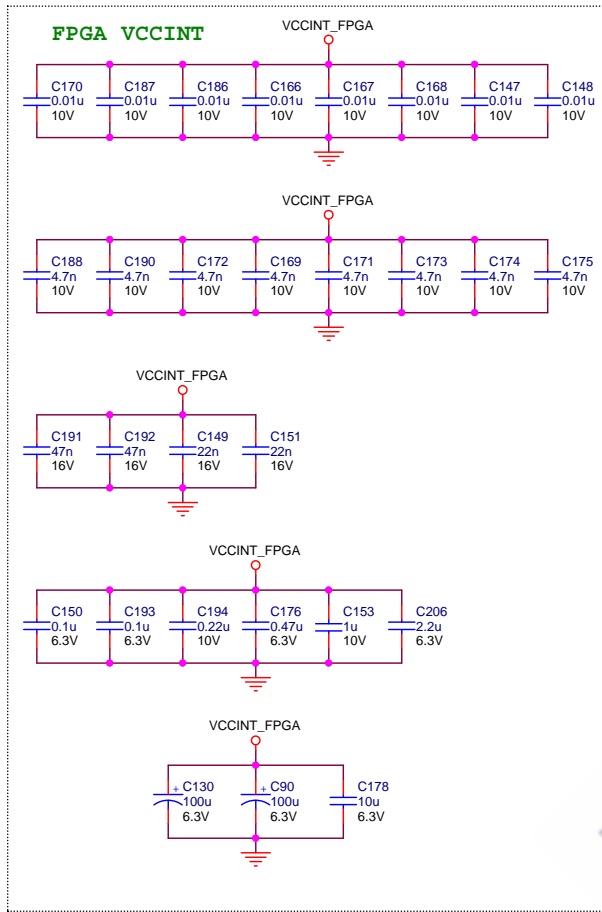 FPGA VCCINT
VCCINT_FPGA
C170 C187 C186 C166 C167 C168 C147 C148
0.01u 0.01u 0.01u 0.01u 0.01u 0.01u 0.01u 0.01u
10V 10V 10V 10V 10V 10V 10V 10V
VCCINT_FPGA
C188 C190 C172 C169 C171 C173 C174 C175
4.7n 4.7n 4.7n 4.7n 4.7n 4.7n 4.7n 4.7n
10V 10V 10V 10V 10V 10V 10V 10V
VCCINT_FPGA
C191 C192 C149 C151
47n 47n 22n 22n
16V 16V 16V 16V
VCCINT_FPGA
C150 C193 C194 C176 C153 C206
0.1u 0.1u 0.22u 0.47u 1u 2.2u
6.3V 6.3V 10V 6.3V 10V 6.3V
VCCINT_FPGA
+ C130 + C90 C178
100u 100u 10u
6.3V 6.3V 6.3V